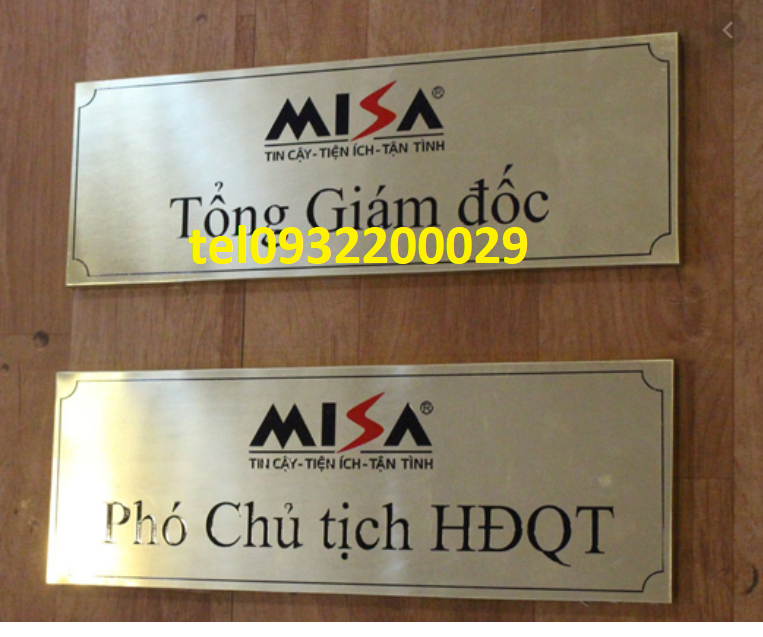 MISA®
TIN CẬY-TIỆN ÍCH-TẬN TÌNH
Tổng Giám đốc
tel0932200029
MISA®
TIN CẬY-TIỆN ÍCH-TẬN TÌNH
Phó Chủ tịch HĐQT